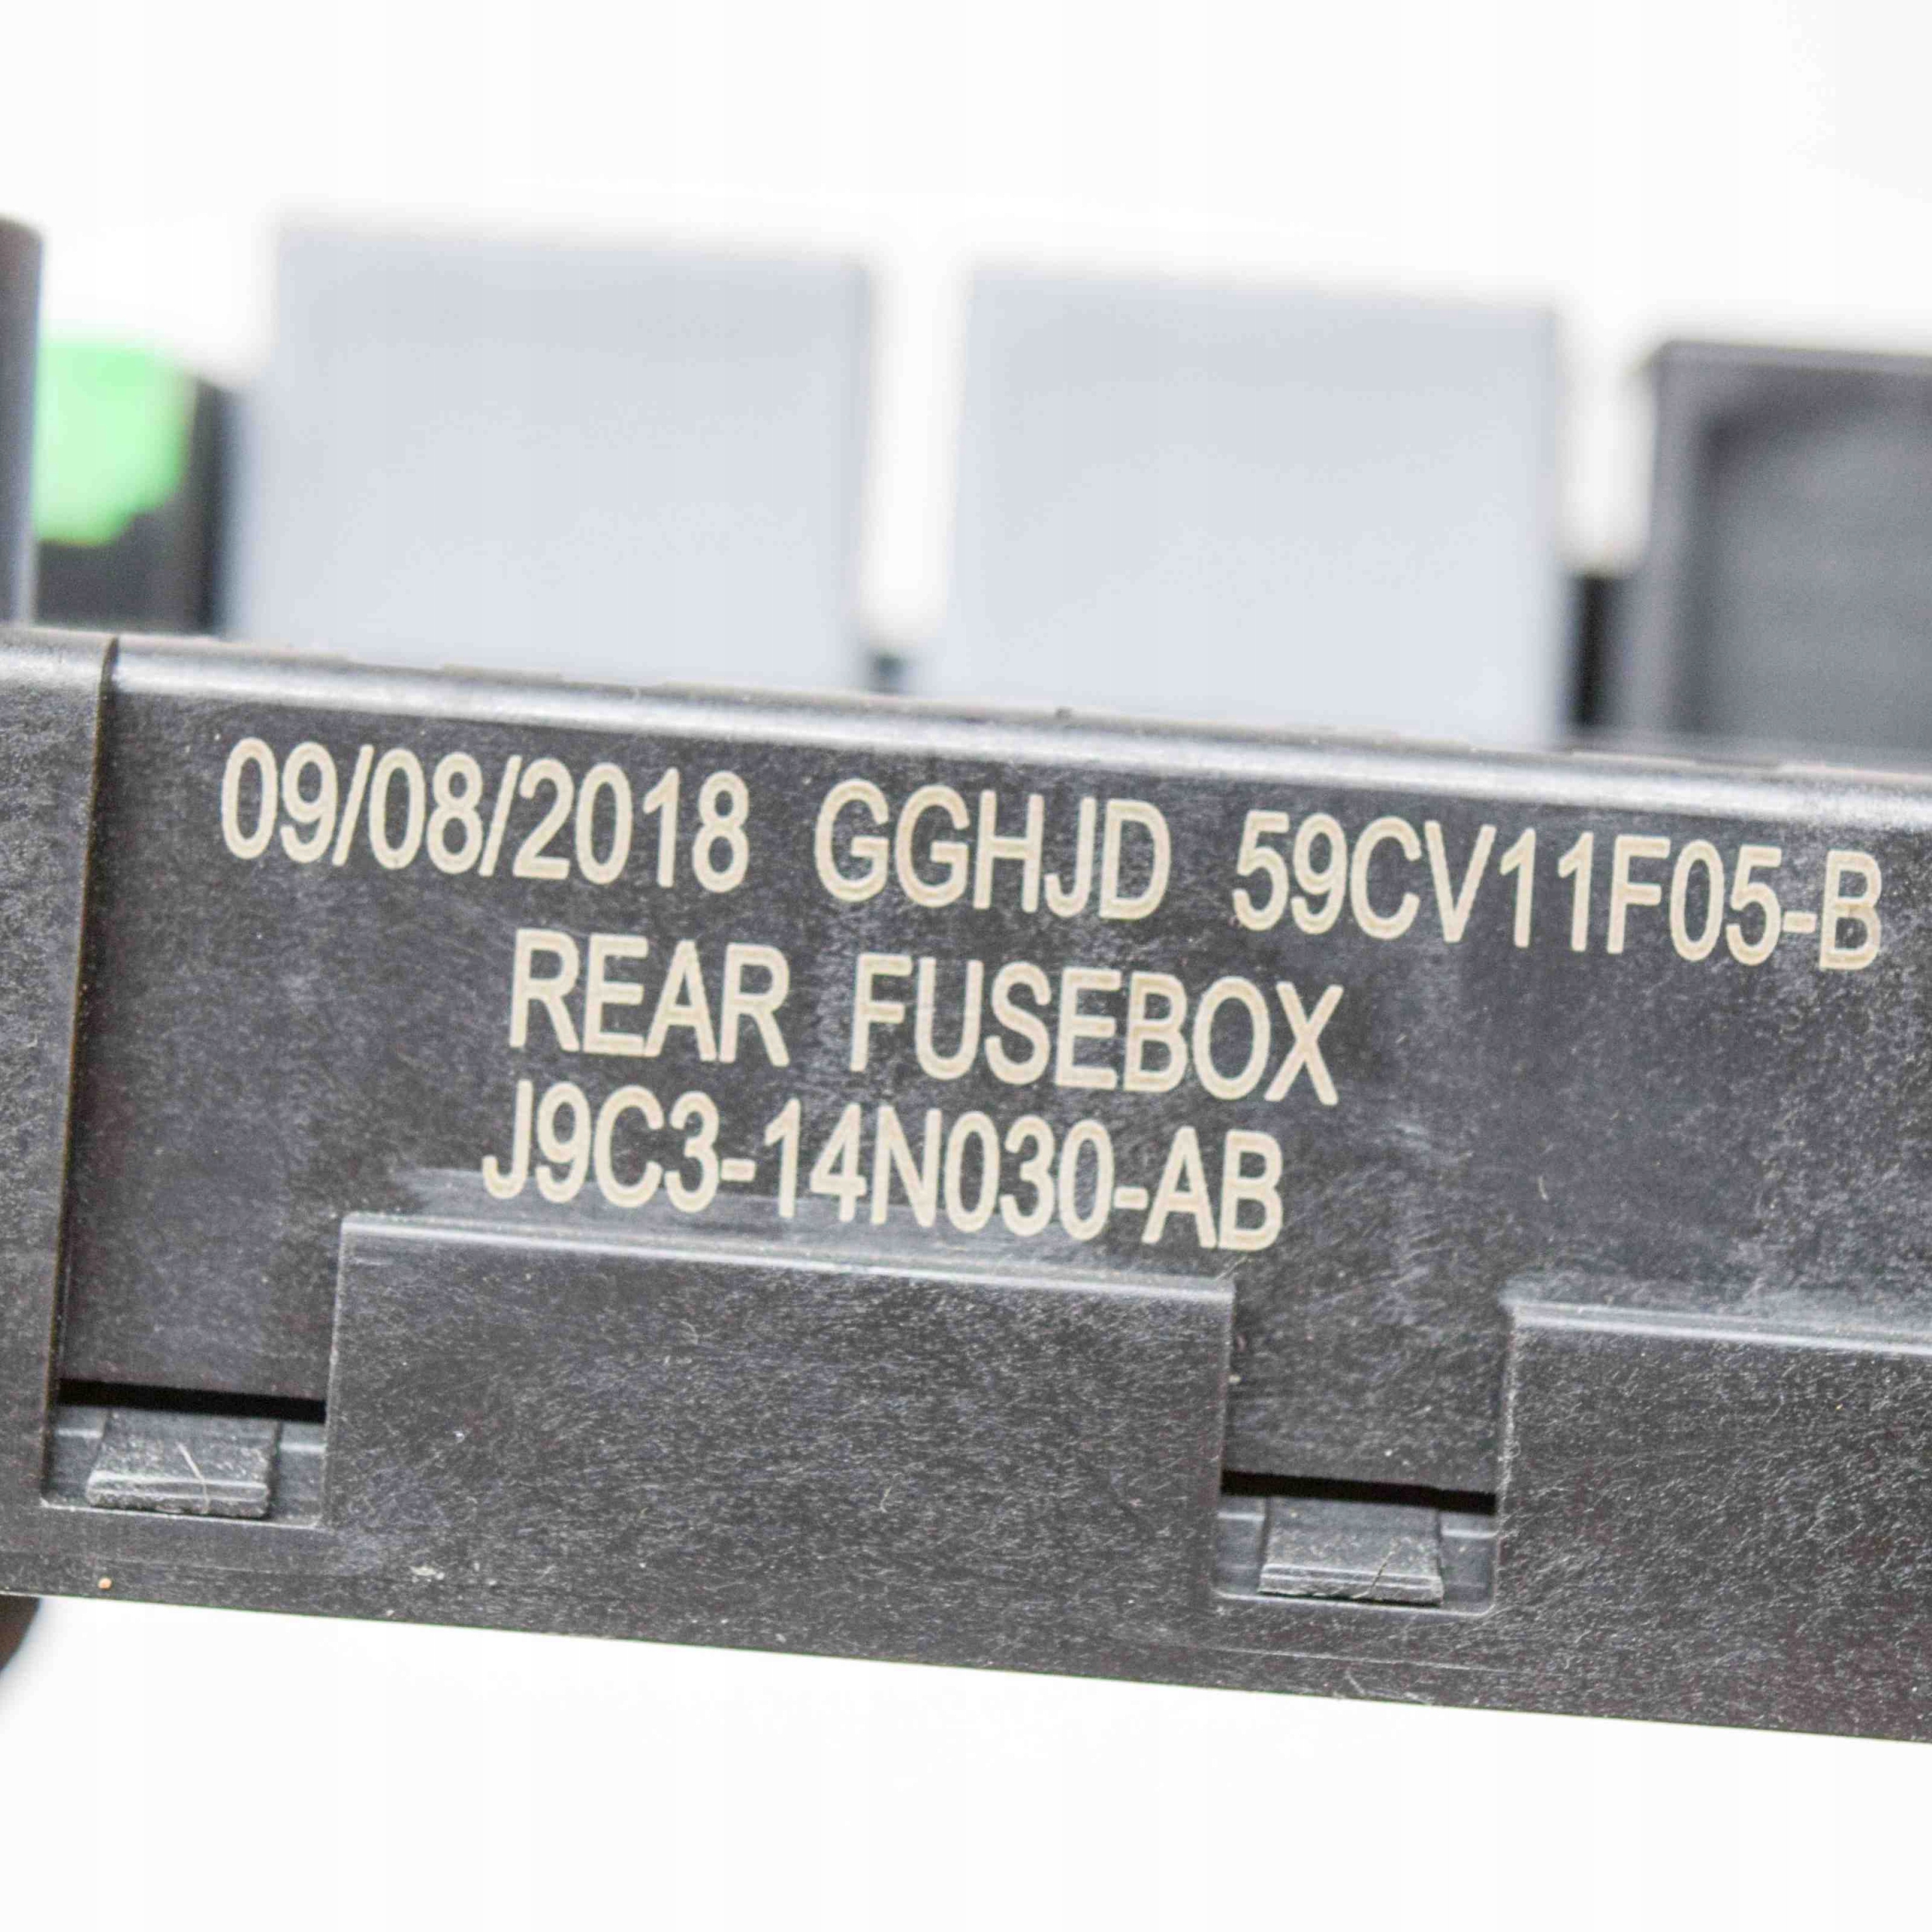 09/08/2018 GGHJD 59CV11F05-B
REAR FUSEBOX
J9C3-14N030-AB